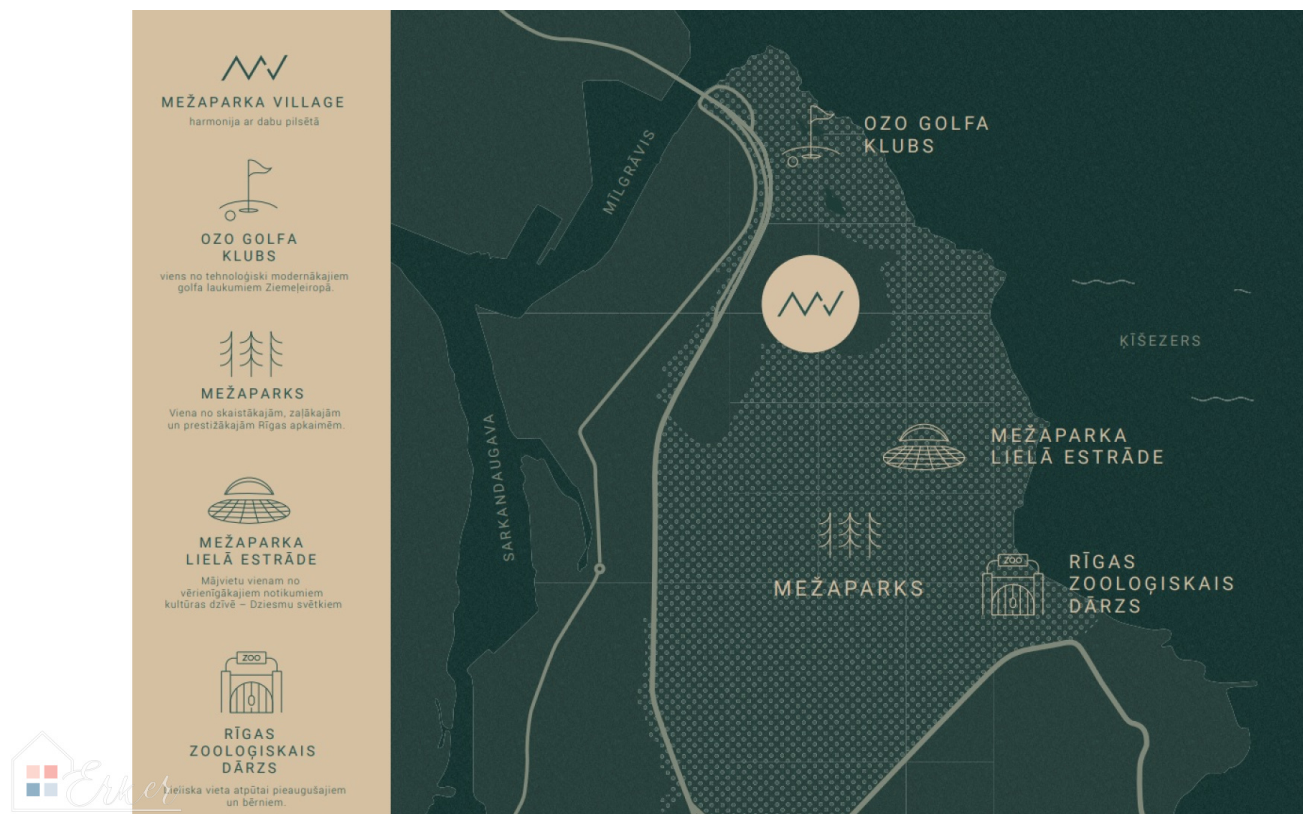 MEŽAPARKA VILLAGE
harmonija ar dabu pilsētā
OZO GOLFA
KLUBS
viens no tehnoloģiski modernākajiem
golfa laukumiem Ziemeļeiropā.
MEŽAPARKS
Viena no skaistākajām, zaļākajām
un prestižākajām Rīgas apkaimēm.
MEŽAPARKA
LIELĀ ESTRĀDE
Mājvietu vienam no
vērienīgākajiem notikumiem
kultūras dzīvē – Dziesmu svētkiem
ZOO
RĪGAS
ZOOLOĢISKAIS
DĀRZS
Lieliska vieta atpūtai pieaugušajiem
un bērniem.
Erker
MĪLGRĀVIS
OZO GOLFA
KLUBS
ĶĪŠEZERS
SARKANDAUGAVA
MEŽAPARKA
LIELĀ ESTRĀDE
MEŽAPARKS
ZOO
RĪGAS
ZOOLOĢISKAIS
DĀRZS